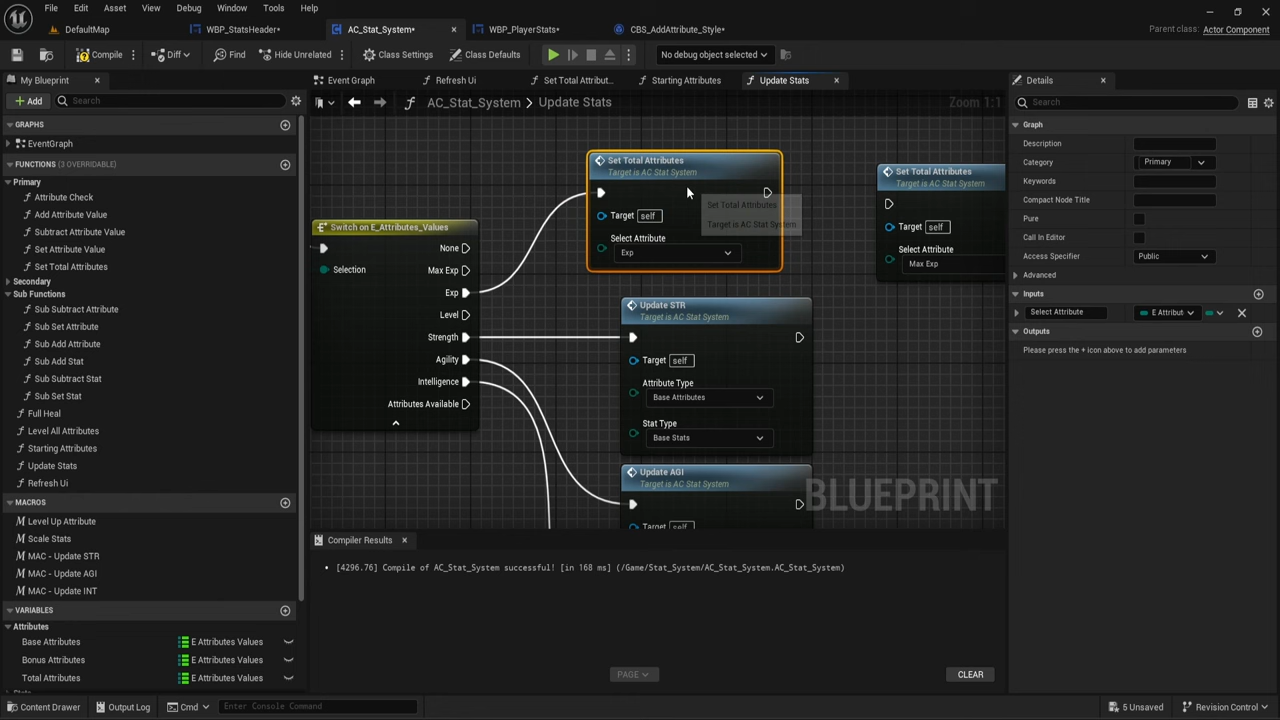 File Edit Asset View Debug Window Tools Help
DefaultMap
WBP_StatsHeader•
AC_Stat_System•
WBP_PlayerStats•
CBS_AddAttribute_Style•
Parent class: Actor Component
Compile
Diff
Find
Hide Unrelated
Class Settings
Class Defaults
No debug object selected
My Blueprint
Event Graph
Refresh Ui
Set Total Attribut...
Starting Attributes
Update Stats
Details
Add
Search
AC_Stat_System > Update Stats
Zoom 1:1
Search
GRAPHS
EventGraph
FUNCTIONS (3 OVERRIDABLE)
Primary
Attribute Check
Add Attribute Value
Subtract Attribute Value
Set Attribute Value
Set Total Attributes
Secondary
Sub Functions
Sub Subtract Attribute
Sub Set Attribute
Sub Add Attribute
Sub Add Stat
Sub Subtract Stat
Sub Set Stat
Full Heal
Level All Attributes
Starting Attributes
Update Stats
Refresh Ui
MACROS
Level Up Attribute
Scale Stats
MAC - Update STR
MAC - Update AGI
MAC - Update INT
VARIABLES
Attributes
Base Attributes E Attributes Values
Bonus Attributes E Attributes Values
Total Attributes E Attributes Values
Switch on E_Attributes_Values
Selection
None
Max Exp
Exp
Level
Strength
Agility
Intelligence
Attributes Available
Set Total Attributes
Target is AC Stat System
Target self
Select Attribute
Exp
Set Total Attributes
Target is AC Stat System
Set Total Attributes
Target is AC Stat System
Target self
Select Attribute
Max Exp
Update STR
Target is AC Stat System
Target self
Attribute Type
Base Attributes
Stat Type
Base Stats
Update AGI
Target is AC Stat System
Target self
BLUEPRINT
Graph
Description
Category Primary
Keywords
Compact Node Title
Pure
Call In Editor
Access Specifier Public
Advanced
Inputs
Select Attribute E Attribut
Outputs
Please press the + icon above to add parameters
Compiler Results
[4296.76] Compile of AC_Stat_System successful! [in 168 ms] (/Game/Stat_System/AC_Stat_System.AC_Stat_System)
PAGE
CLEAR
Content Drawer
Output Log
Cmd
Enter Console Command
5 Unsaved
Revision Control